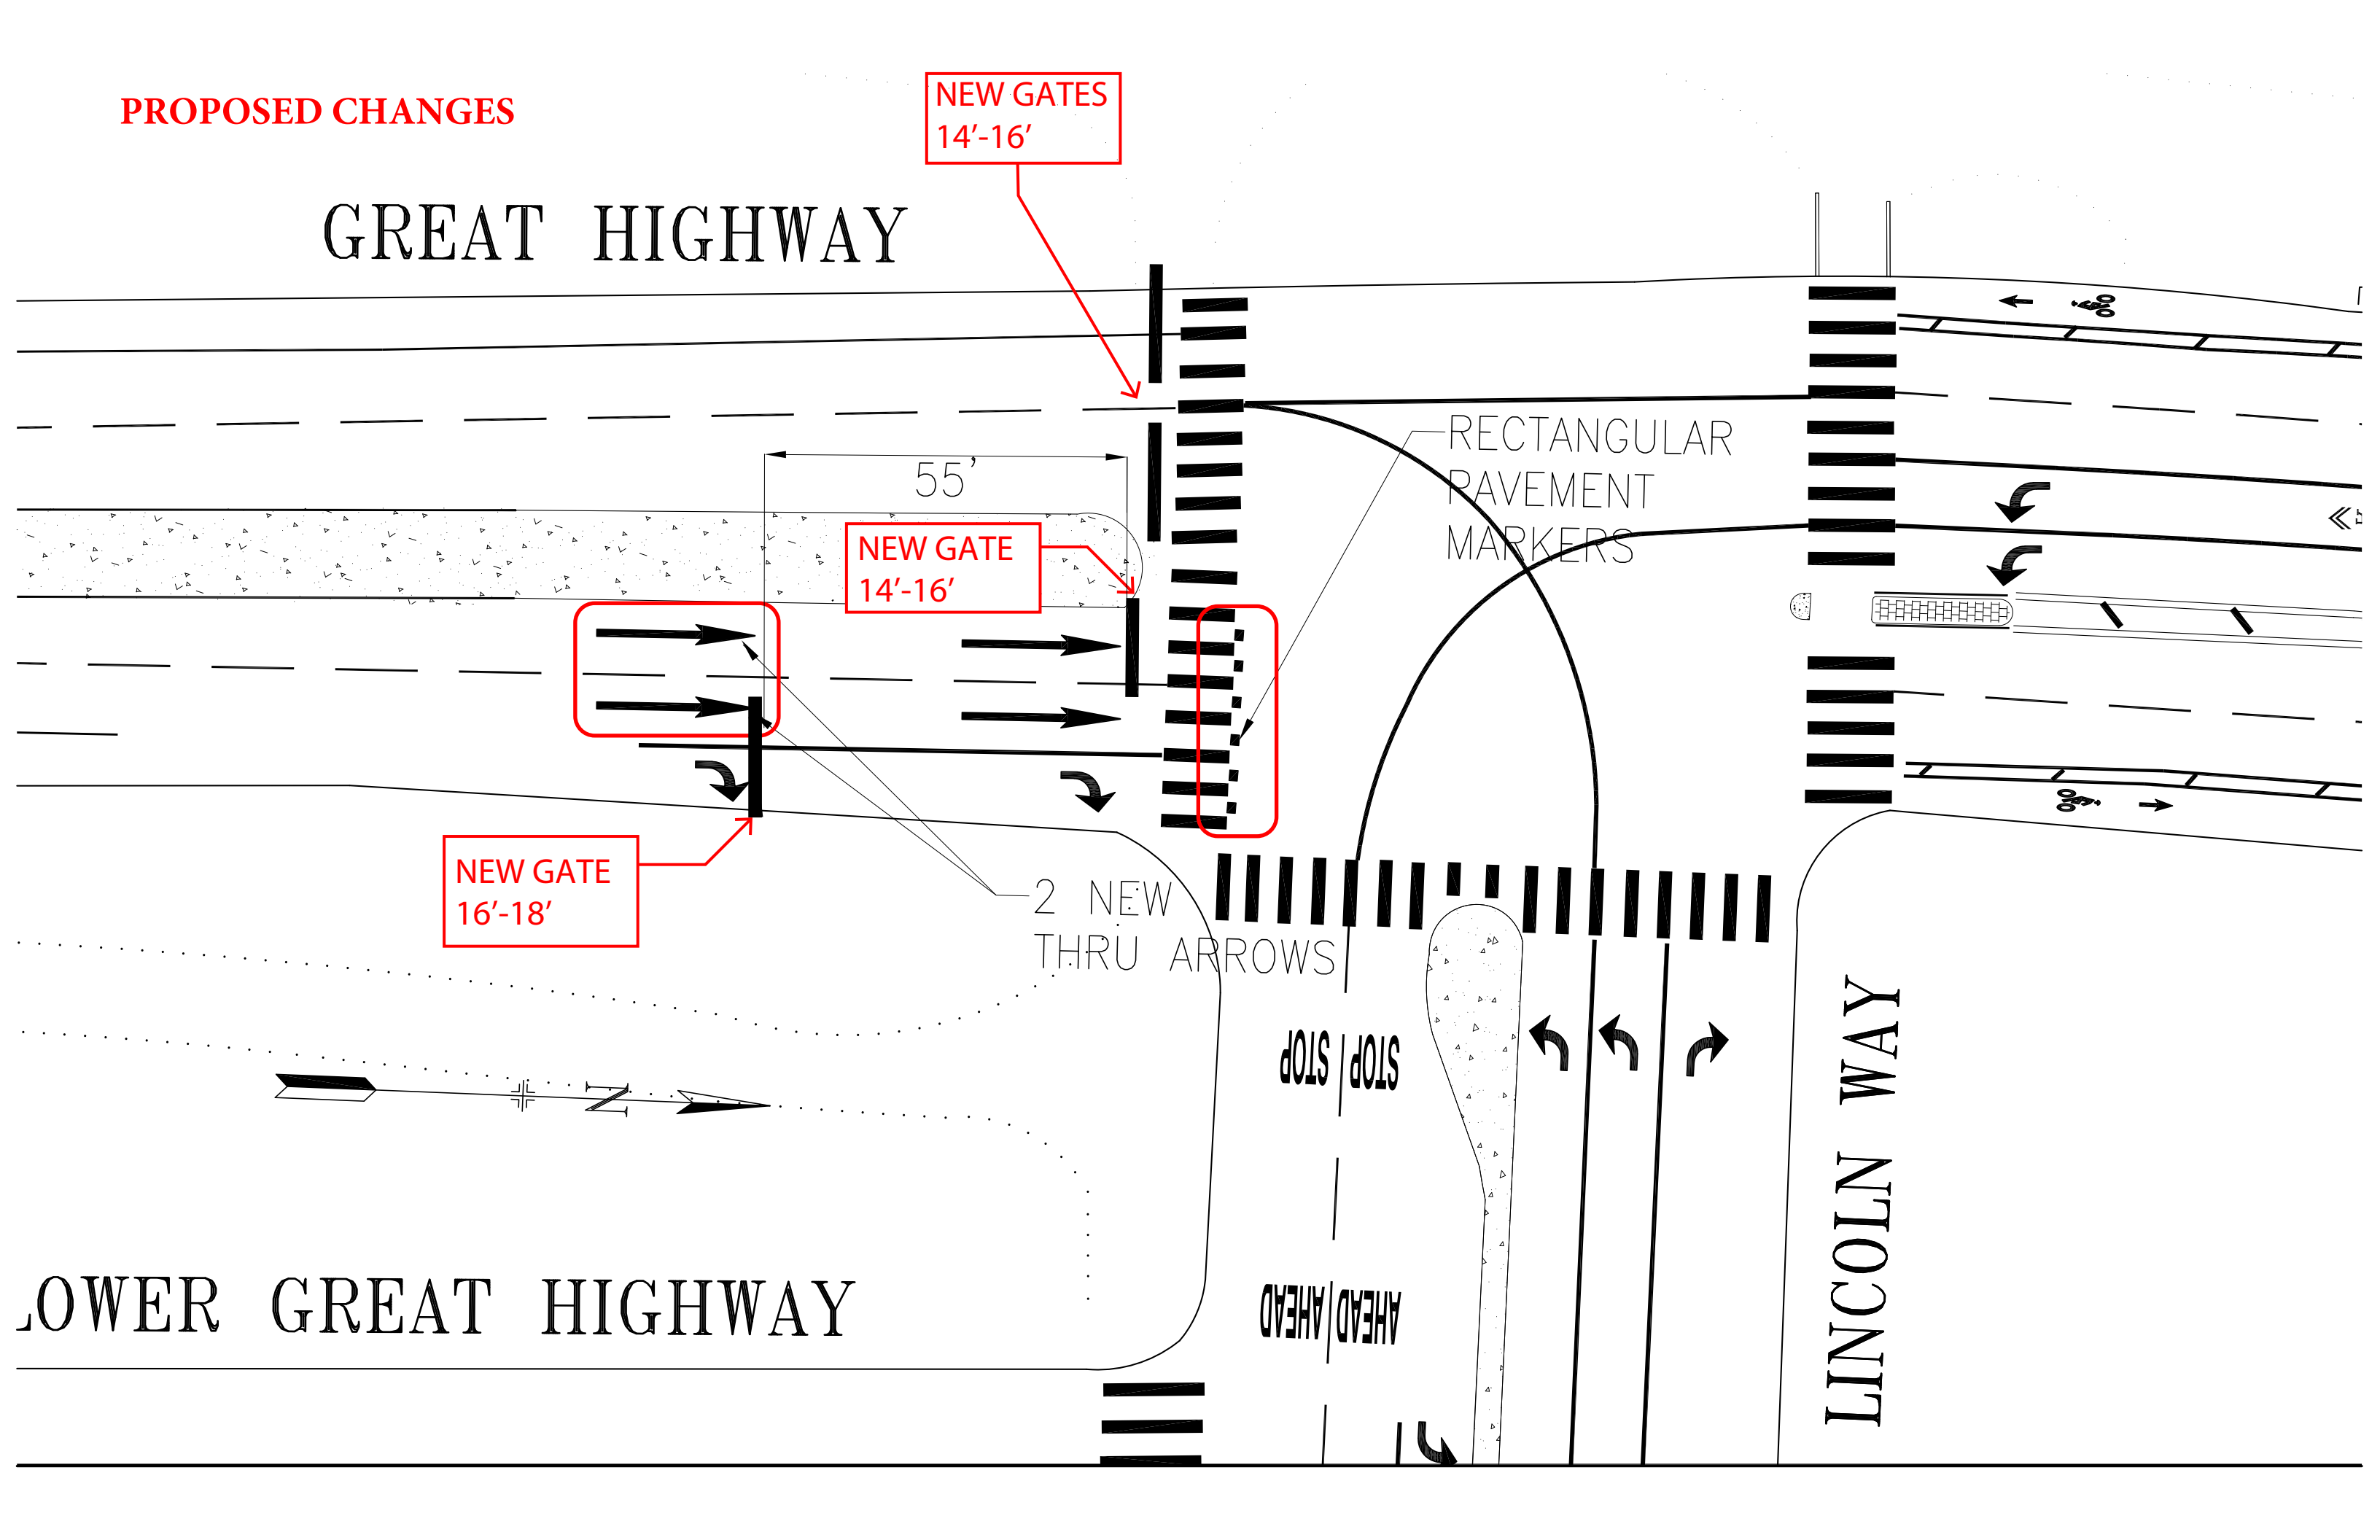 PROPOSED CHANGES
NEW GATES
14'-16'
GREAT HIGHWAY
55'
RECTANGULAR
PAVEMENT
MARKERS
NEW GATE
14'-16'
NEW GATE
16'-18'
2 NEW
THRU ARROWS
STOP STOP
N
AHEAD AHEAD
LINCOLN WAY
LOWER GREAT HIGHWAY